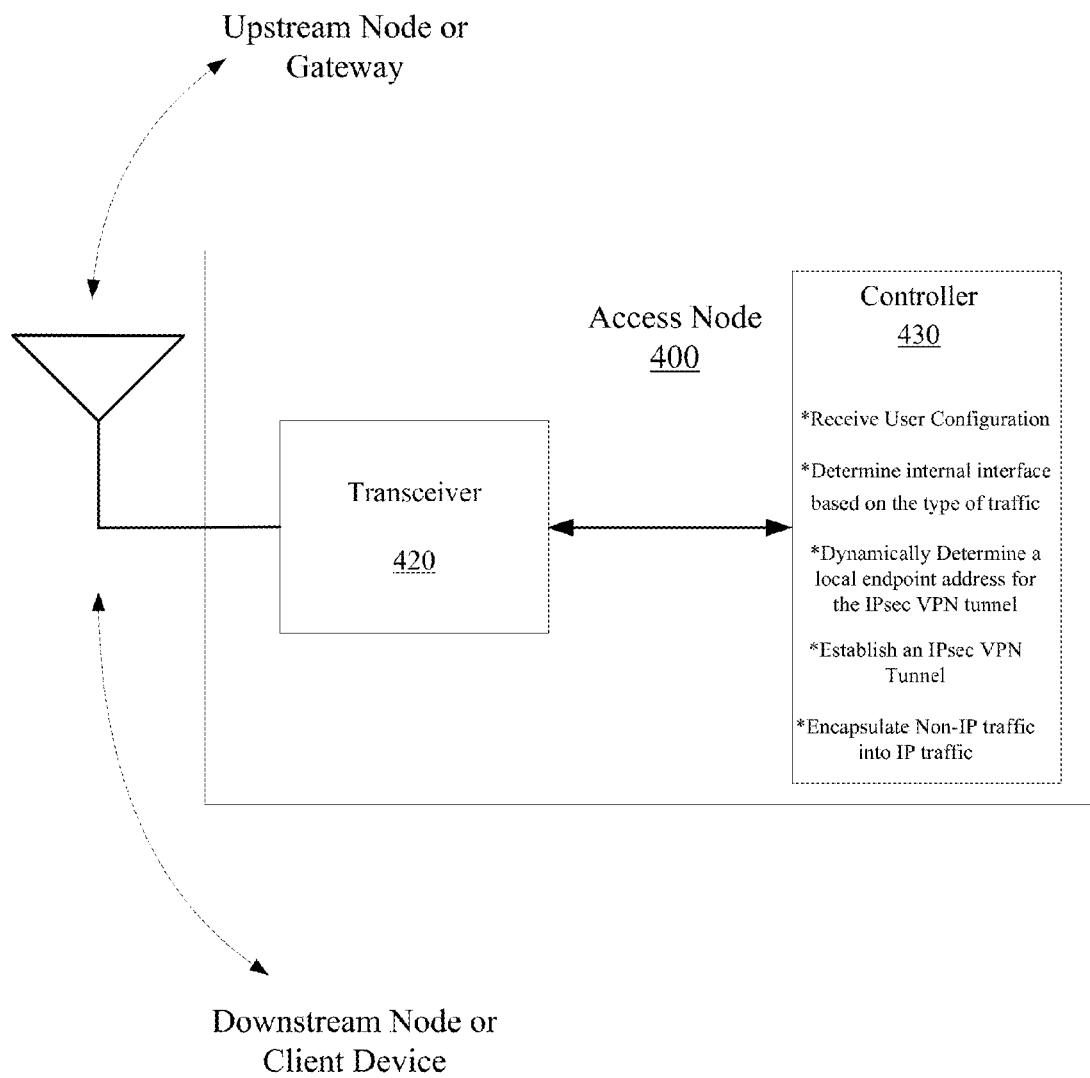 Upstream Node or
Gateway
Access Node
400
Controller
430
*Receive User Configuration
*Determine internal interface
based on the type of traffic
*Dynamically Determine a
local endpoint address for
the IPsec VPN tunnel
*Establish an IPsec VPN
Tunnel
*Encapsulate Non-IP traffic
into IP traffic
Transceiver
420
Downstream Node or
Client Device